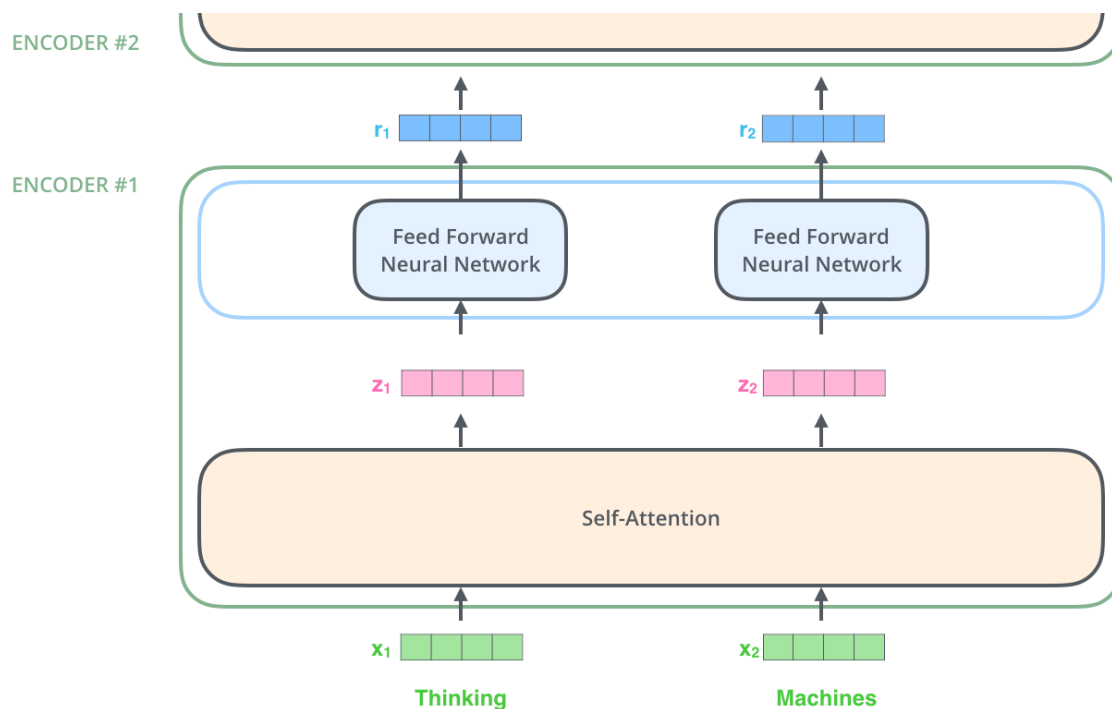 ENCODER #2
r₁
r₂
ENCODER #1
Feed Forward
Neural Network
Feed Forward
Neural Network
z₁
z₂
Self-Attention
x₁
x₂
Thinking
Machines